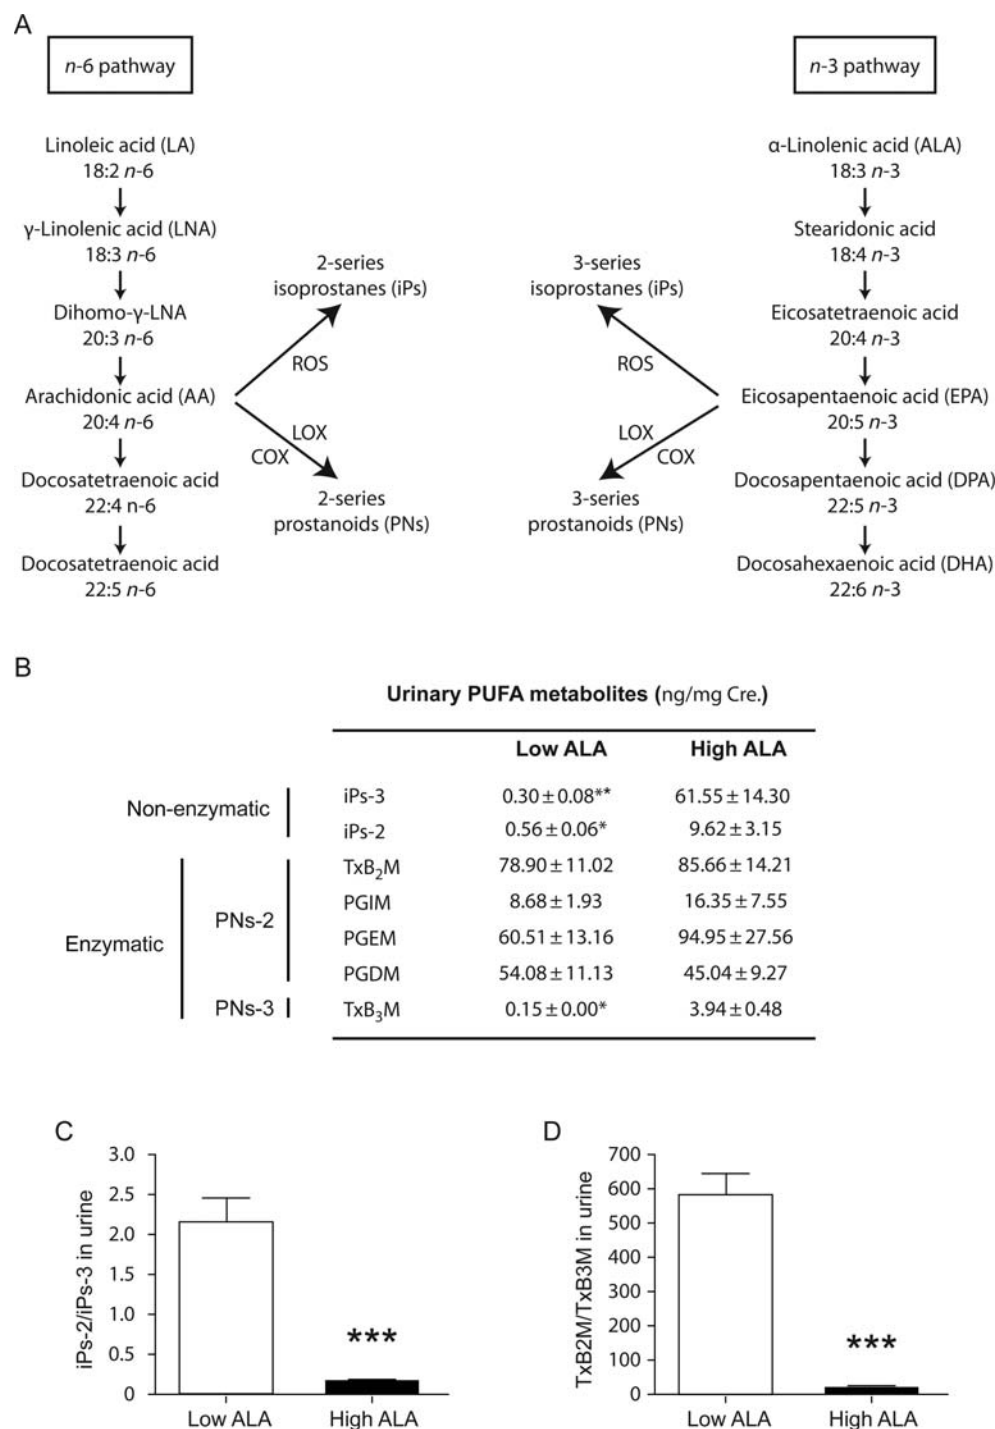 A
n-6 pathway
n-3 pathway
Linoleic acid (LA)
18:2 n-6
γ-Linolenic acid (LNA)
18:3 n-6
Dihomo-γ-LNA
20:3 n-6
Arachidonic acid (AA)
20:4 n-6
Docosatetraenoic acid
22:4 n-6
Docosatetraenoic acid
22:5 n-6
2-series
isoprostanes (iPs)
ROS
LOX
COX
2-series
prostanoids (PNs)
3-series
isoprostanes (iPs)
ROS
LOX
COX
3-series
prostanoids (PNs)
α-Linolenic acid (ALA)
18:3 n-3
Stearidonic acid
18:4 n-3
Eicosatetraenoic acid
20:4 n-3
Eicosapentaenoic acid (EPA)
20:5 n-3
Docosapentaenoic acid (DPA)
22:5 n-3
Docosahexaenoic acid (DHA)
22:6 n-3
B
Urinary PUFA metabolites (ng/mg Cre.)
Low ALA High ALA
Non-enzymatic
iPs-3 0.30±0.08** 61.55±14.30
iPs-2 0.56±0.06* 9.62±3.15
Enzymatic
PNs-2
TxB₂M 78.90±11.02 85.66±14.21
PGIM 8.68±1.93 16.35±7.55
PGEM 60.51±13.16 94.95±27.56
PGDM 54.08±11.13 45.04±9.27
PNs-3 TxB₃M 0.15±0.00* 3.94±0.48
C
iPs-2/iPs-3 in urine
3.0
2.5
2.0
1.5
1.0
0.5
0
***
Low ALA High ALA
D
TxB2M/TxB3M in urine
700
600
500
400
300
200
100
0
***
Low ALA High ALA